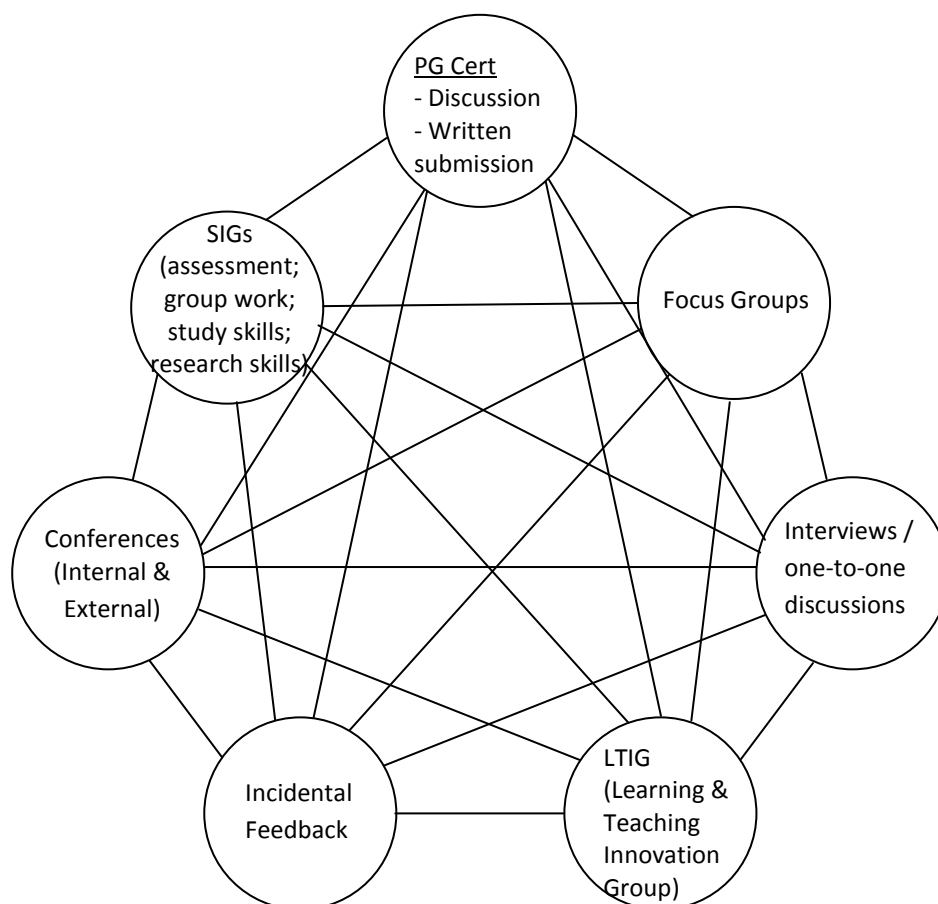 PG Cert
- Discussion
- Written
submission
SIGs
(assessment;
group work;
study skills;
research skills)
Focus Groups
Conferences
(Internal &
External)
Interviews /
one-to-one
discussions
Incidental
Feedback
LTIG
(Learning &
Teaching
Innovation
Group)